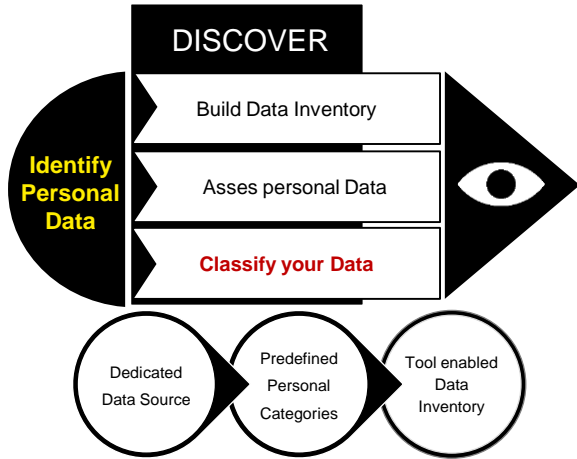 DISCOVER
Build Data Inventory
Identify
Personal
Data
Asses personal Data
Classify your Data
Dedicated
Data Source
Predefined
Personal
Categories
Tool enabled
Data
Inventory